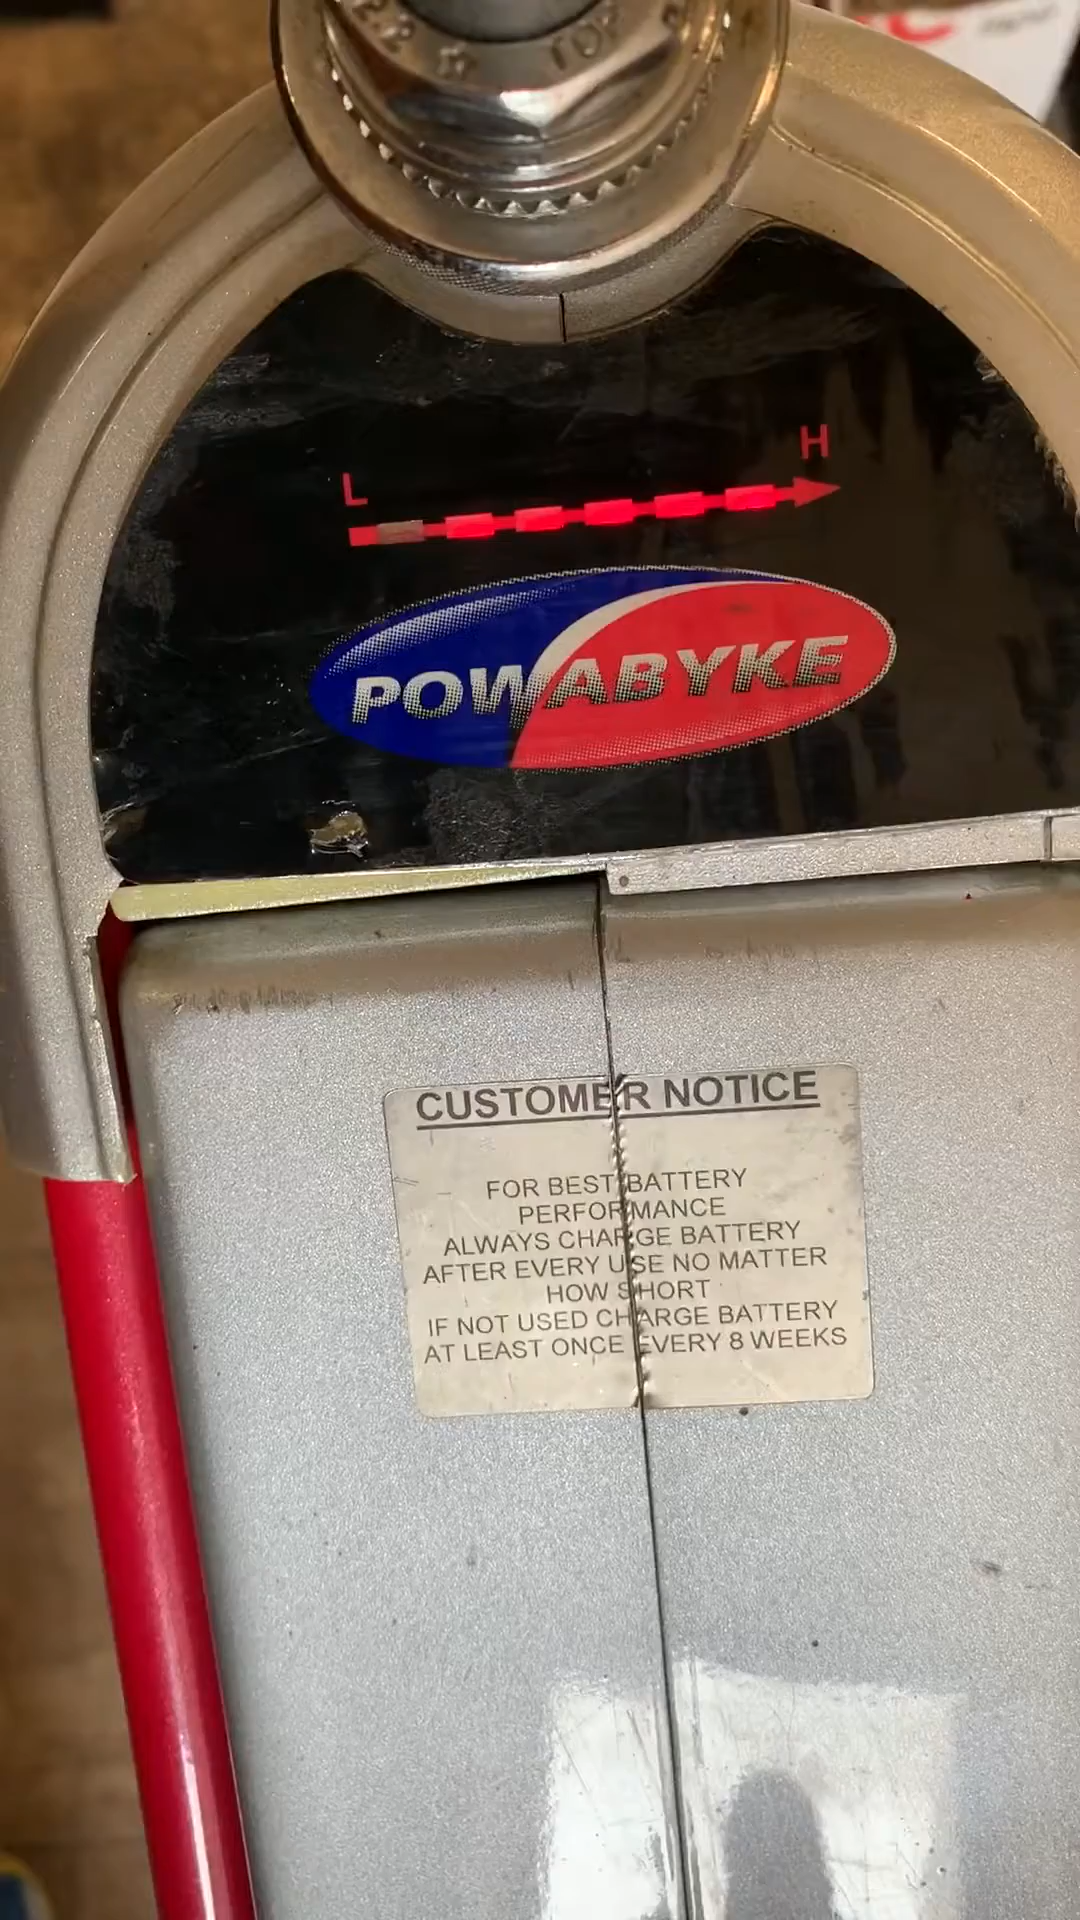 L
H
POWABYKE
CUSTOMER NOTICE
FOR BEST BATTERY
PERFORMANCE
ALWAYS CHARGE BATTERY
AFTER EVERY USE NO MATTER
HOW SHORT
IF NOT USED CHARGE BATTERY
AT LEAST ONCE EVERY 8 WEEKS